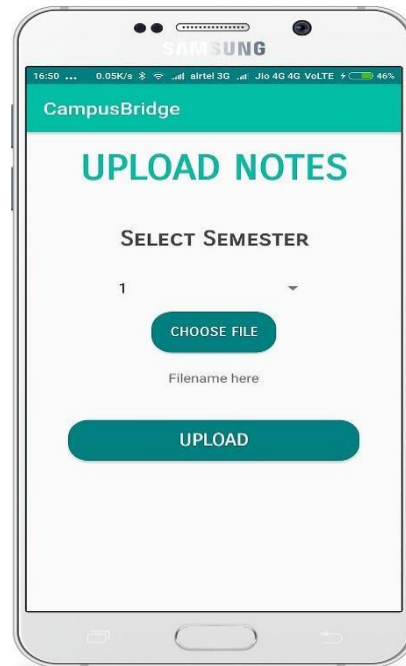 SAMSUNG
16:50 ... 0.05K/s airtel 3G Jio 4G 4G VoLTE 46%
CampusBridge
UPLOAD NOTES
SELECT SEMESTER
1
CHOOSE FILE
Filename here
UPLOAD